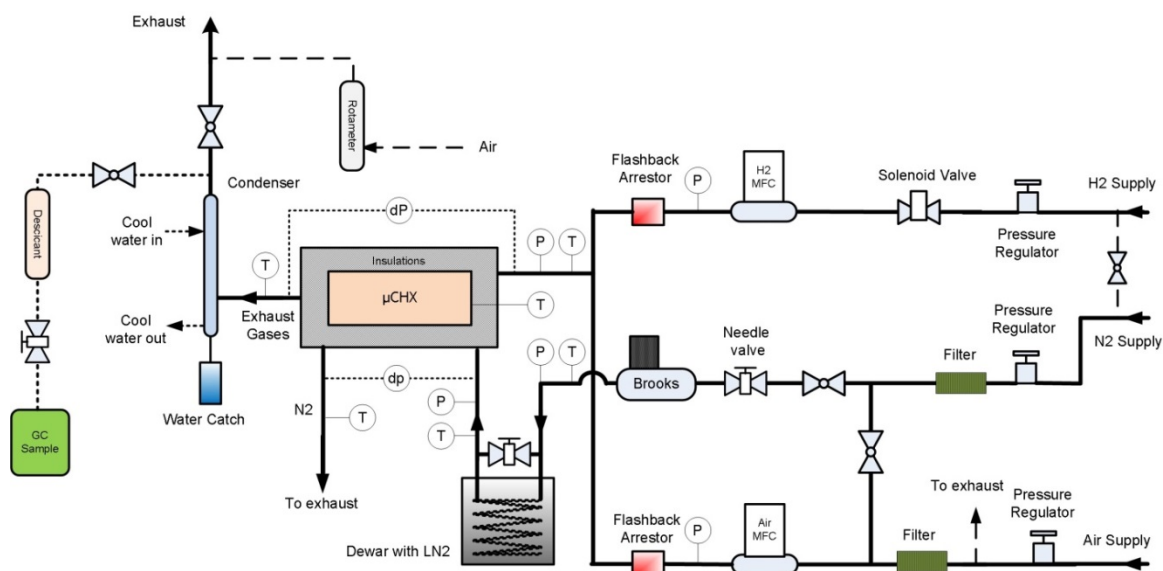 Exhaust
Rotameter
Air
Condenser
Descicant
Cool
water in
dP
Insulations
µCHX
T
Exhaust
Gases
Cool
water out
Water Catch
GC
Sample
P
T
T
Flashback
Arrestor
P
H2
MFC
Solenoid Valve
H2 Supply
Pressure
Regulator
Pressure
Regulator
N2 Supply
Filter
Needle
valve
Brooks
P
T
dp
N2
T
P
T
To exhaust
Dewar with LN2
Flashback
Arrestor
P
Air
MFC
Filter
To exhaust
Pressure
Regulator
Air Supply